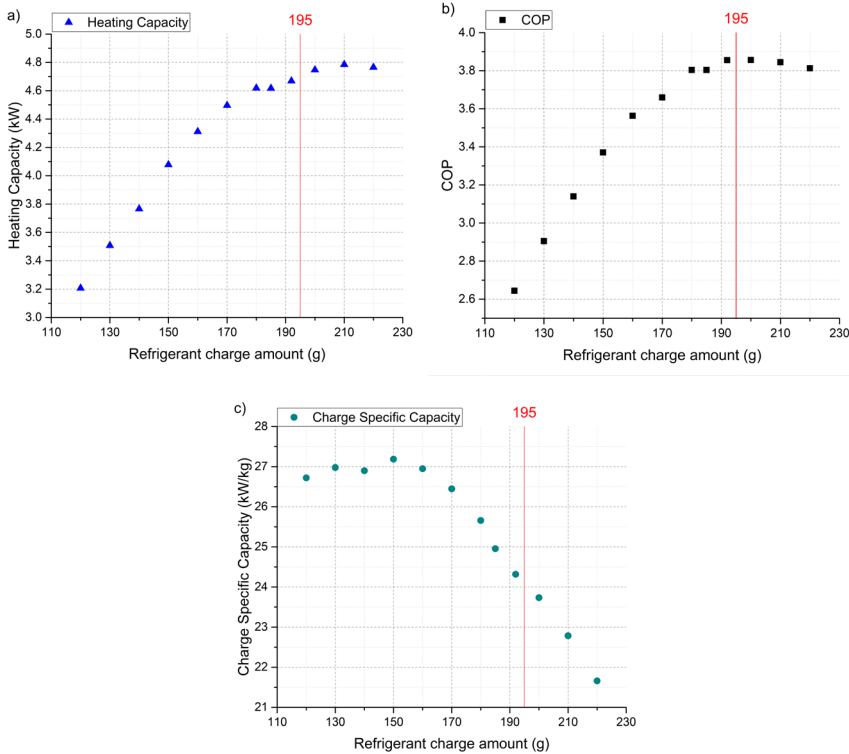 a)
Heating Capacity
195
5.0
4.8
4.6
4.4
4.2
4.0
3.8
3.6
3.4
3.2
3.0
Heating Capacity (kW)
110 130 150 170 190 210 230
Refrigerant charge amount (g)
b)
COP
195
4.0
3.8
3.6
3.4
3.2
3.0
2.8
2.6
COP
110 130 150 170 190 210 230
Refrigerant charge amount (g)
c)
Charge Specific Capacity
195
28
27
26
25
24
23
22
21
Charge Specific Capacity (kW/kg)
110 130 150 170 190 210 230
Refrigerant charge amount (g)